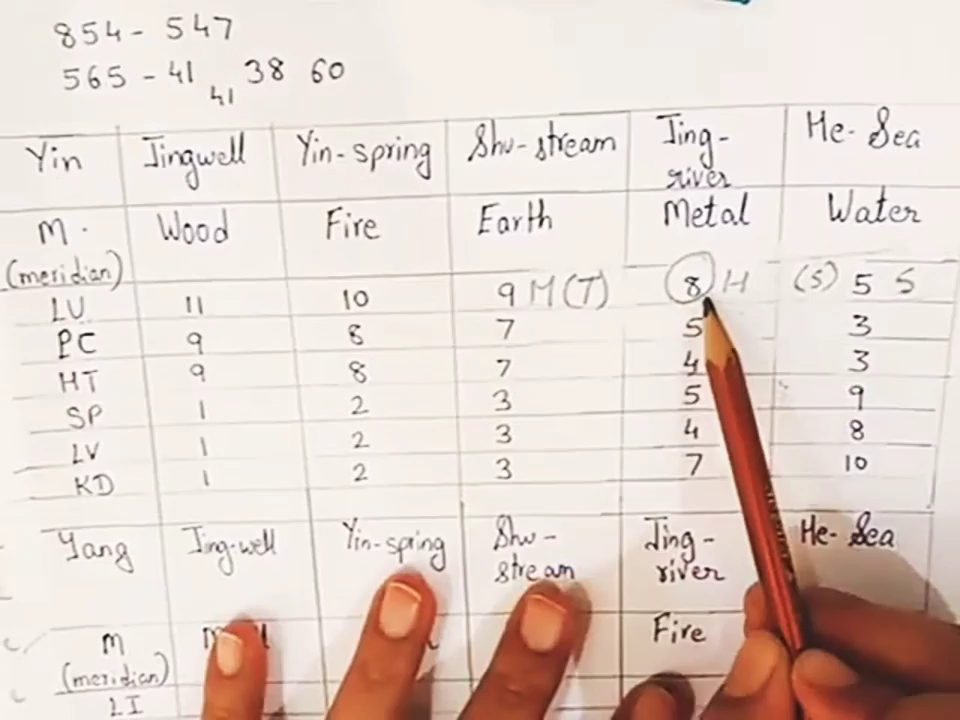 854 - 547
565 - 41 41 38 60
Yin Jingwell Yin-spring Shu-stream Jing-river He-Sea
M. (meridian) Wood Fire Earth Metal Water
LU 11 10 9 M(T) 8 H (S) 5 S
PC 9 8 7 5 3
HT 9 8 7 4 3
SP 1 2 3 5 9
LV 1 2 3 4 8
KD 1 2 3 7 10
Yang Jing-well Yin-spring Shu-stream Jing-river He-Sea
M (meridian) Fire
LI